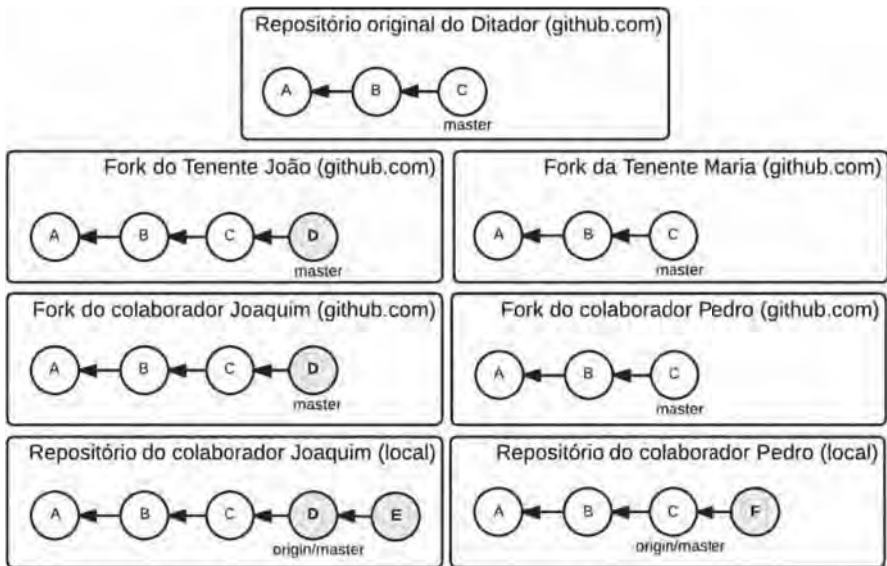 Repositório original do Ditador (github.com)
A B C
master
Fork do Tenente João (github.com)
A B C D
master
Fork da Tenente Maria (github.com)
A B C
master
Fork do colaborador Joaquim (github.com)
A B C D
master
Fork do colaborador Pedro (github.com)
A B C
master
Repositório do colaborador Joaquim (local)
A B C D E
origin/master
Repositório do colaborador Pedro (local)
A B C F
origin/master